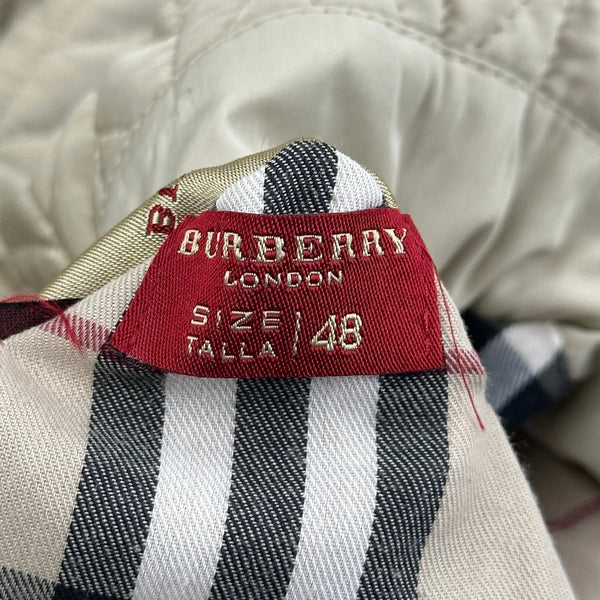 BURBERRY
LONDON
SIZE
TALLA / 48